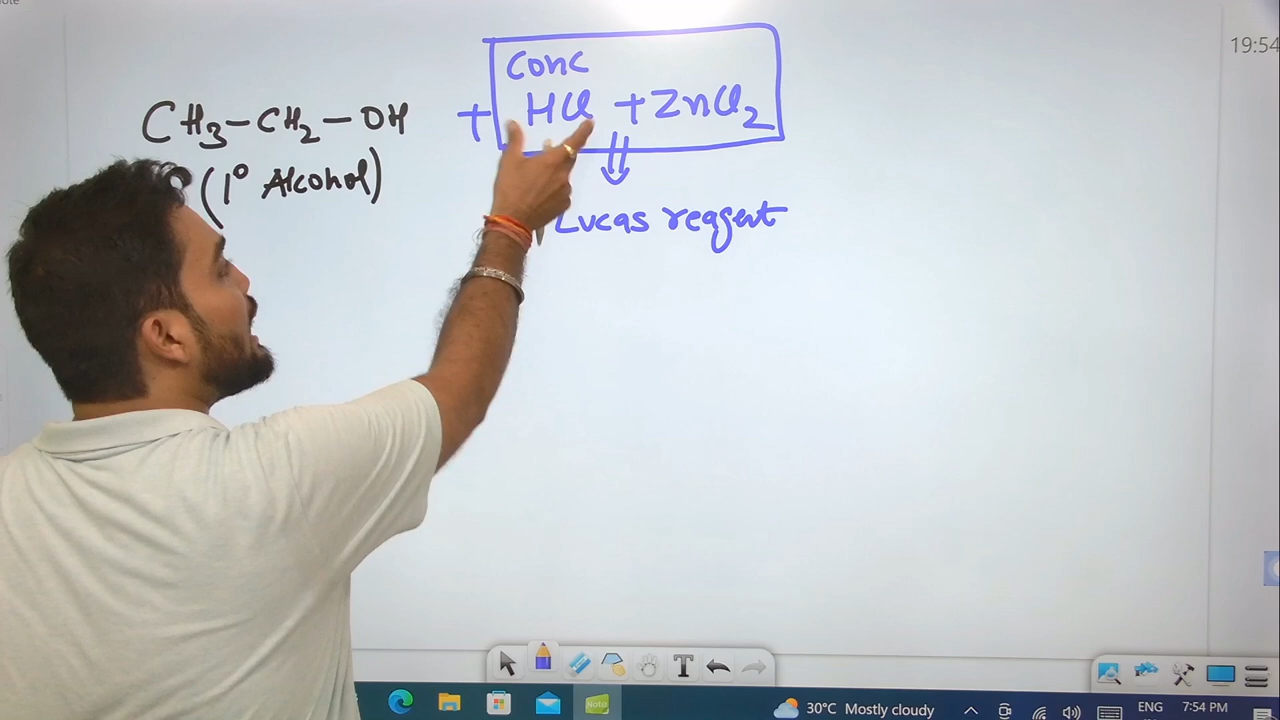 19:54
Conc
CH3-CH2-OH + HCl + ZnCl2
(1° Alcohol)
Lucas reagent
T
30°C Mostly cloudy
ENG
7:54 PM